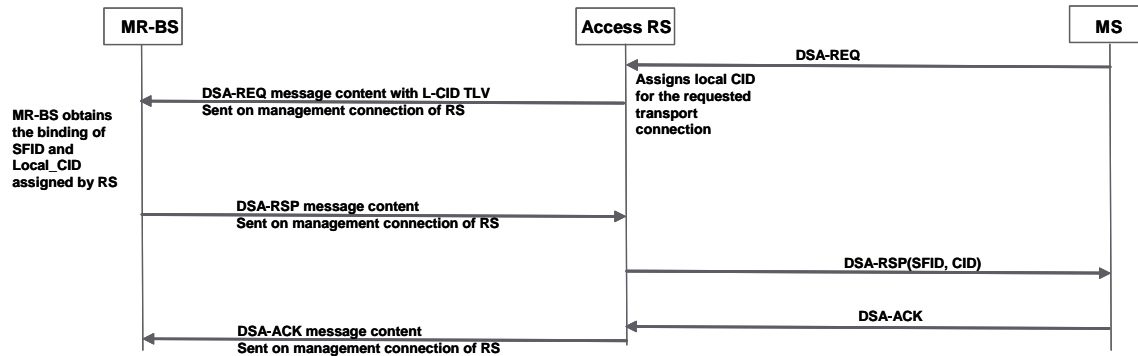 MR-BS
Access RS
MS
DSA-REQ
Assigns local CID
for the requested
transport
connection
DSA-REQ message content with L-CID TLV
Sent on management connection of RS
MR-BS obtains
the binding of
SFID and
Local_CID
assigned by RS
DSA-RSP message content
Sent on management connection of RS
DSA-RSP(SFID, CID)
DSA-ACK
DSA-ACK message content
Sent on management connection of RS